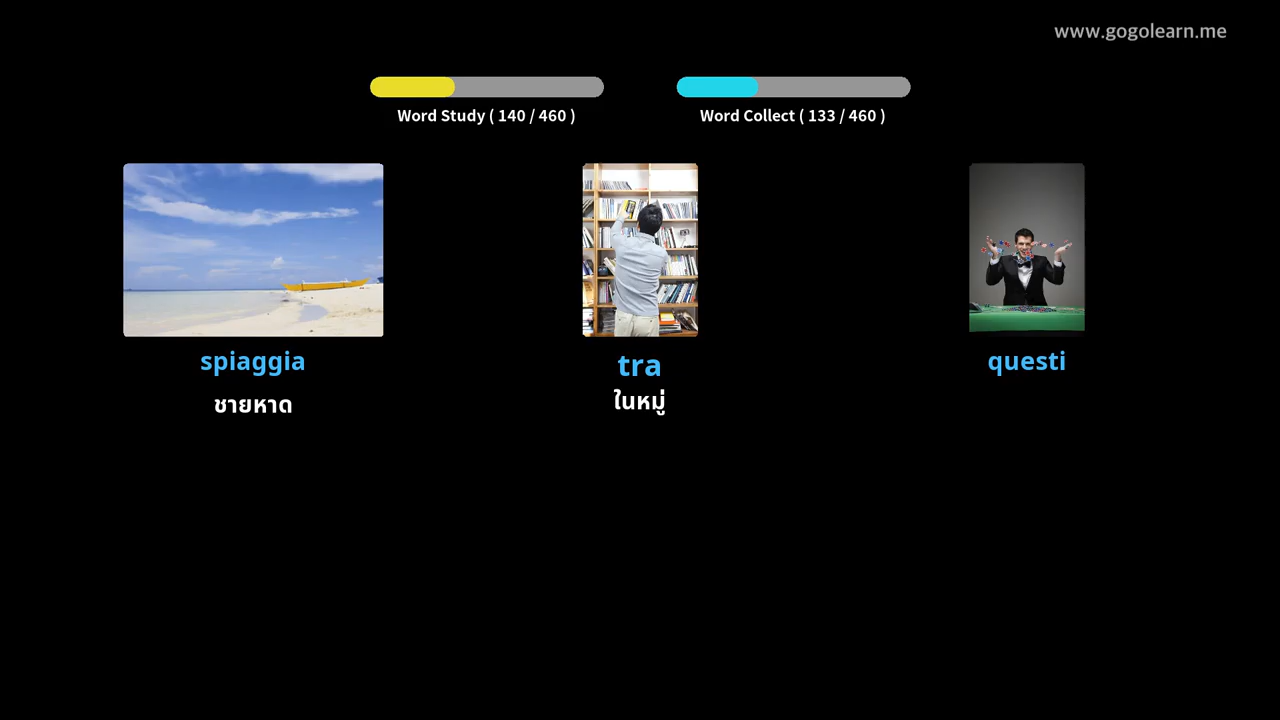 www.gogolearn.me
Word Study ( 140 / 460 )
Word Collect ( 133 / 460 )
spiaggia
ชายหาด
tra
ในหมู่
questi